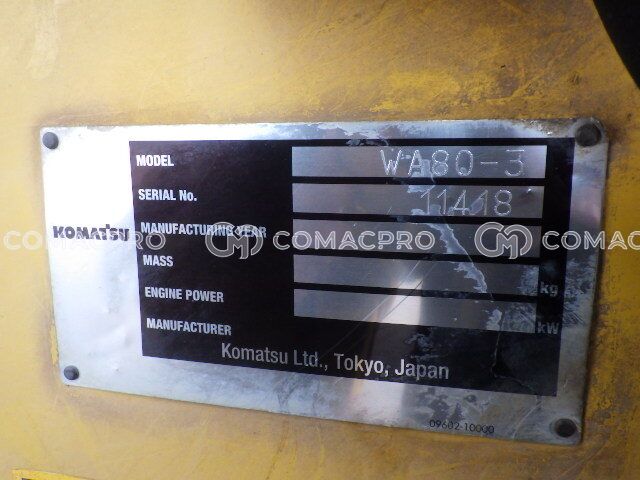 MODEL WA80-3
SERIAL No. 11418
KOMATSU
MANUFACTURING YEAR
COMACPRO COMACPRO COMACPRO
MASS kg
ENGINE POWER kW
MANUFACTURER
Komatsu Ltd., Tokyo, Japan
09602-10000